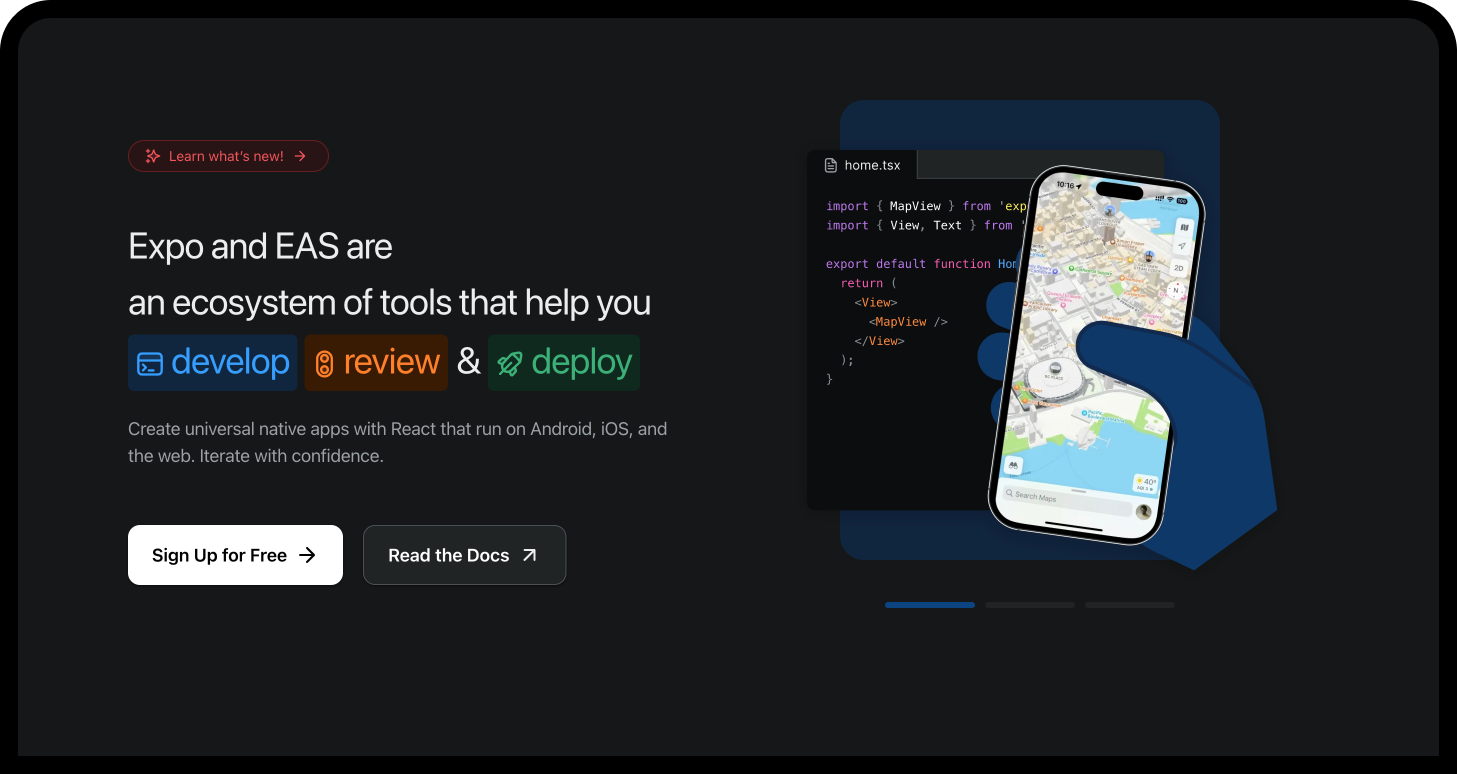 Learn what's new!
Expo and EAS are
an ecosystem of tools that help you
develop review & deploy
Create universal native apps with React that run on Android, iOS, and
the web. Iterate with confidence.
Sign Up for Free
Read the Docs
home.tsx
import { MapView } from 'exp
import { View, Text } from '
export default function Hom
return (
<View>
<MapView />
</View>
);
}
10:16
2D
N
BC PLACE
40°
Search Maps